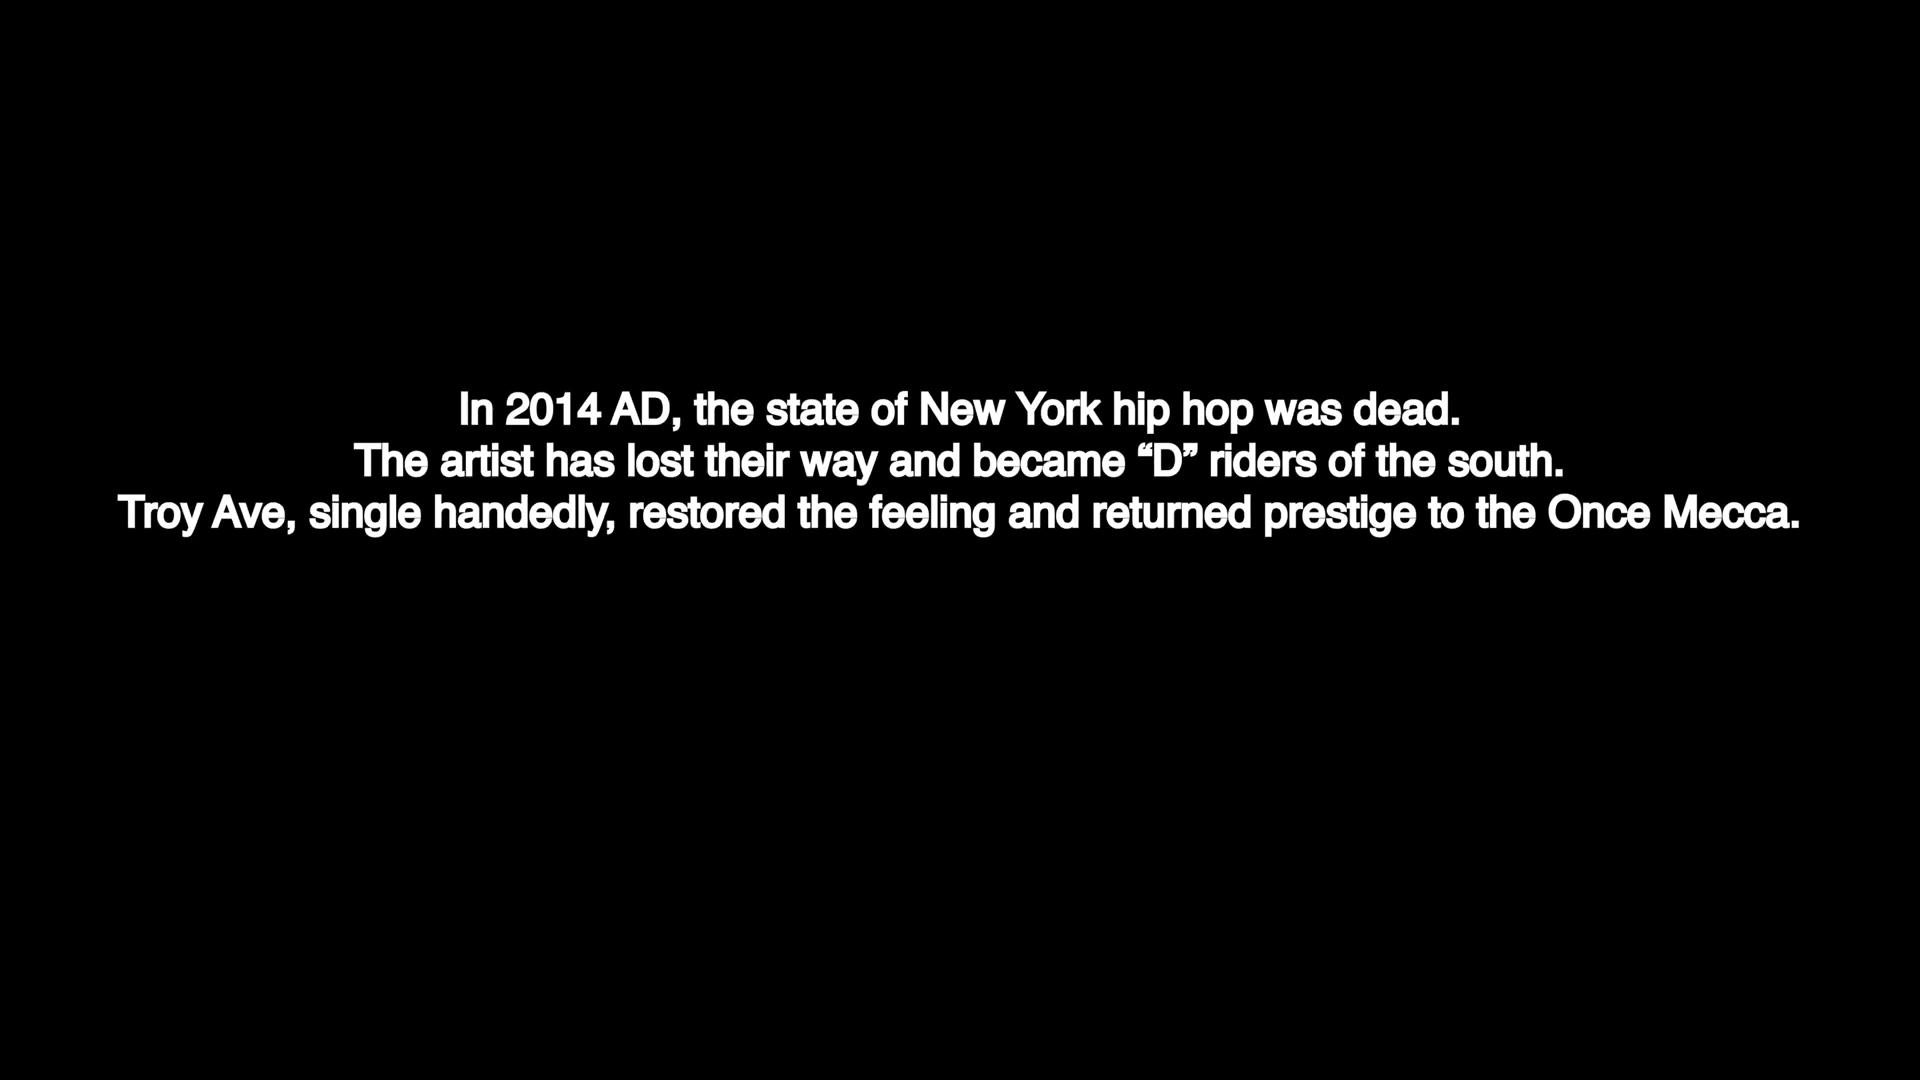 In 2014 AD, the state of New York hip hop was dead.
The artist has lost their way and became “D” riders of the south.
Troy Ave, single handedly, restored the feeling and returned prestige to the Once Mecca.